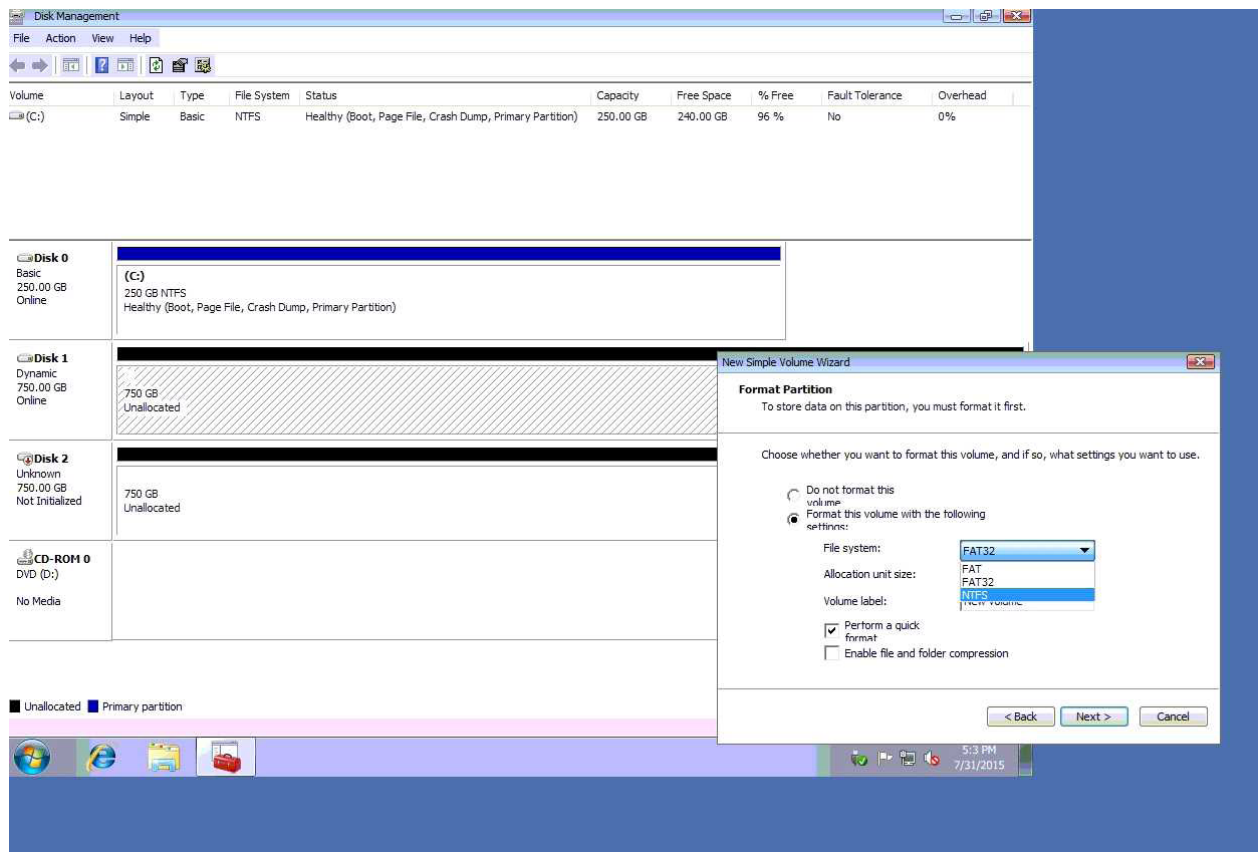 Disk Management
File Action View Help
Volume Layout Type File System Status Capacity Free Space % Free Fault Tolerance Overhead
(C:) Simple Basic NTFS Healthy (Boot, Page File, Crash Dump, Primary Partition) 250.00 GB 240.00 GB 96 % No 0%
Disk 0
Basic
250.00 GB
Online
(C:)
250 GB NTFS
Healthy (Boot, Page File, Crash Dump, Primary Partition)
Disk 1
Dynamic
750.00 GB
Online
750 GB
Unallocated
Disk 2
Unknown
750.00 GB
Not Initialized
750 GB
Unallocated
CD-ROM 0
DVD (D:)
No Media
Unallocated Primary partition
New Simple Volume Wizard
Format Partition
To store data on this partition, you must format it first.
Choose whether you want to format this volume, and if so, what settings you want to use.
Do not format this
volume
Format this volume with the following
settings:
File system: FAT32
FAT
Allocation unit size: FAT32
NTFS
Volume label: New Volume
Perform a quick
format
Enable file and folder compression
< Back Next > Cancel
5:3 PM
7/31/2015